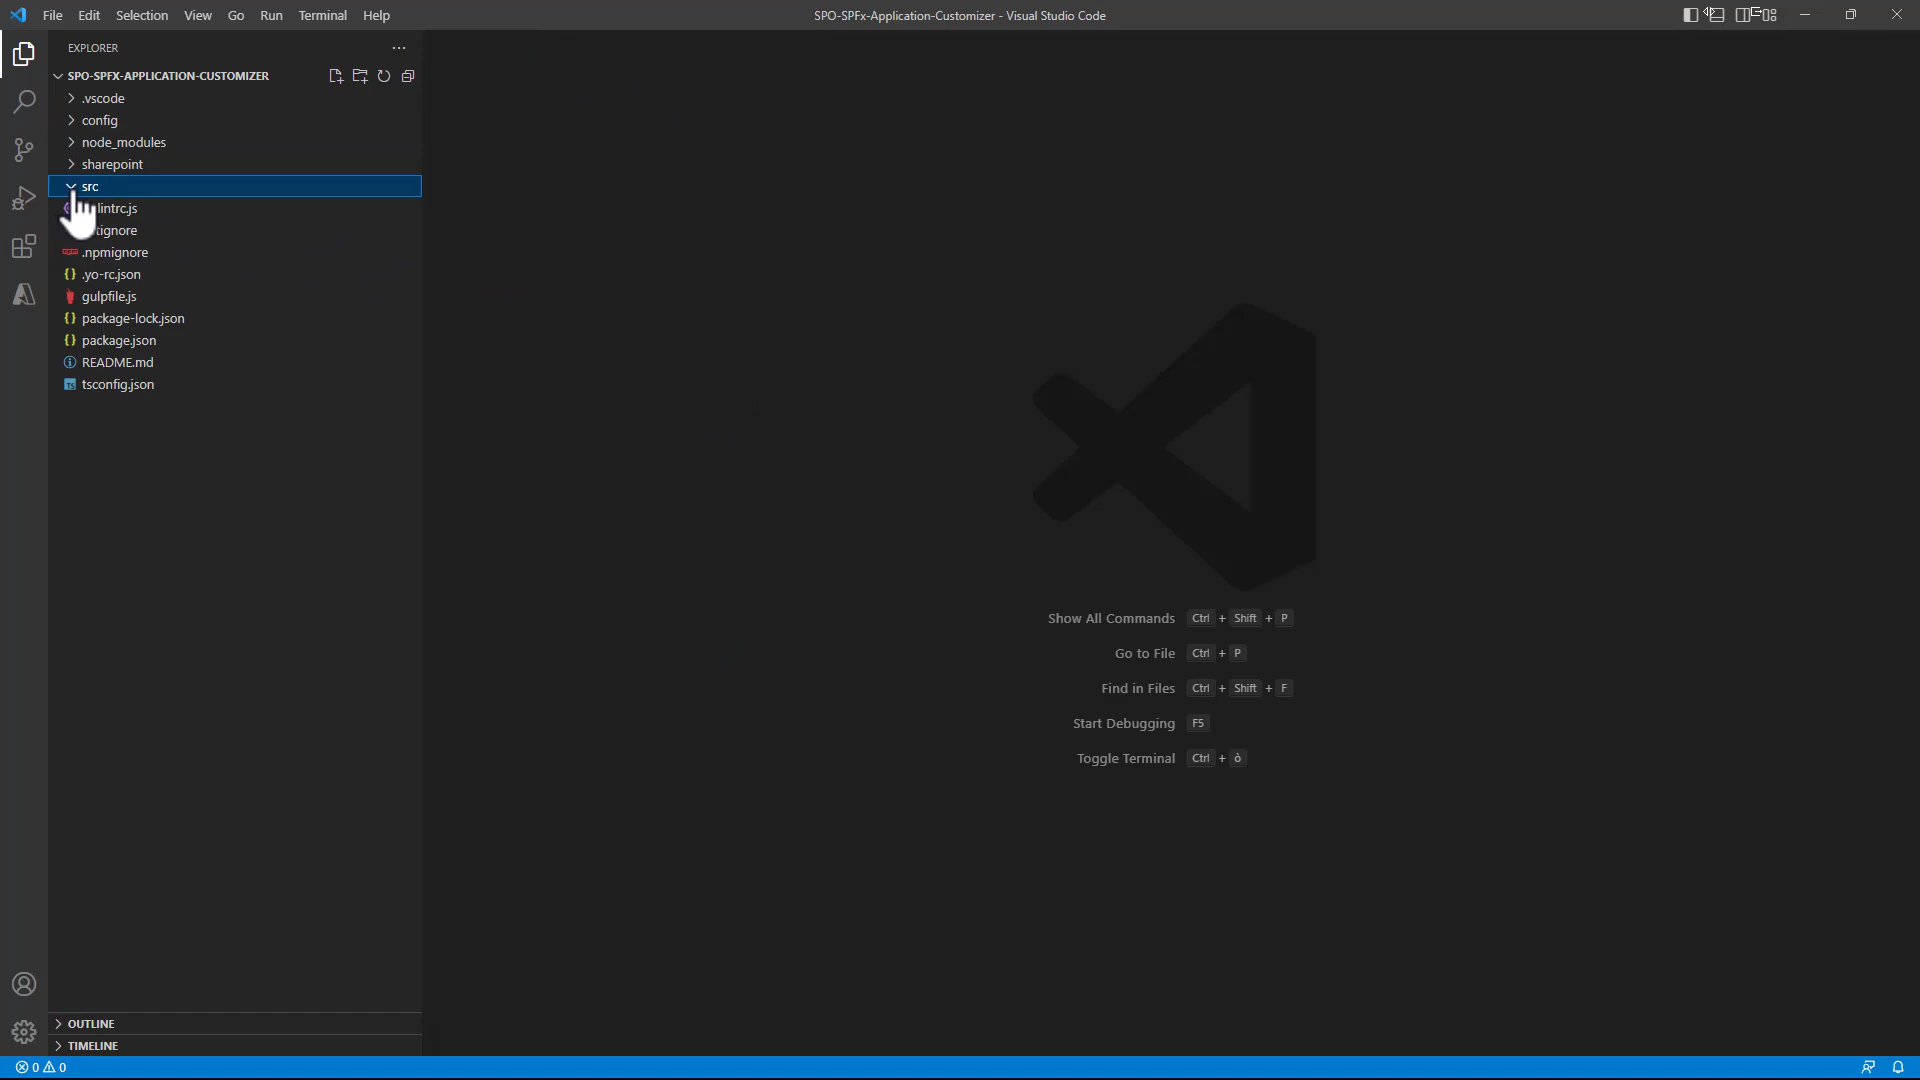 File Edit Selection View Go Run Terminal Help
SPO-SPFx-Application-Customizer - Visual Studio Code
EXPLORER
SPO-SPFX-APPLICATION-CUSTOMIZER
.vscode
config
node_modules
sharepoint
src
lintrc.js
ignore
.npmignore
.yo-rc.json
gulpfile.js
package-lock.json
package.json
README.md
tsconfig.json
Show All Commands Ctrl + Shift + P
Go to File Ctrl + P
Find in Files Ctrl + Shift + F
Start Debugging F5
Toggle Terminal Ctrl + ò
OUTLINE
TIMELINE
0 0